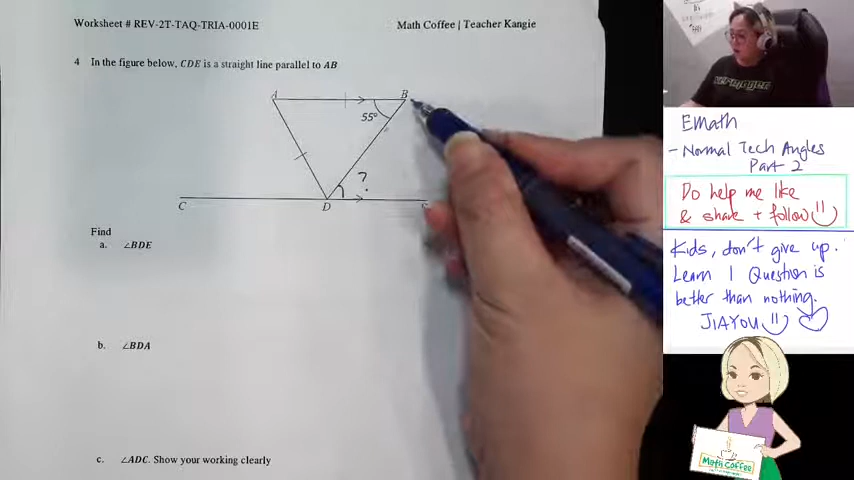 Worksheet # REV-2T-TAQ-TRIA-0001E
Math Coffee | Teacher Kangie
4 In the figure below, CDE is a straight line parallel to AB
A
B
55°
?
C
D
Find
a. ∠BDE
b. ∠BDA
c. ∠ADC. Show your working clearly
EMath
- Normal Tech Angles
Part 2
Do help me like
& share + follow
Kids, don't give up.
Learn 1 Question is
better than nothing.
JIAYOU
Math Coffee